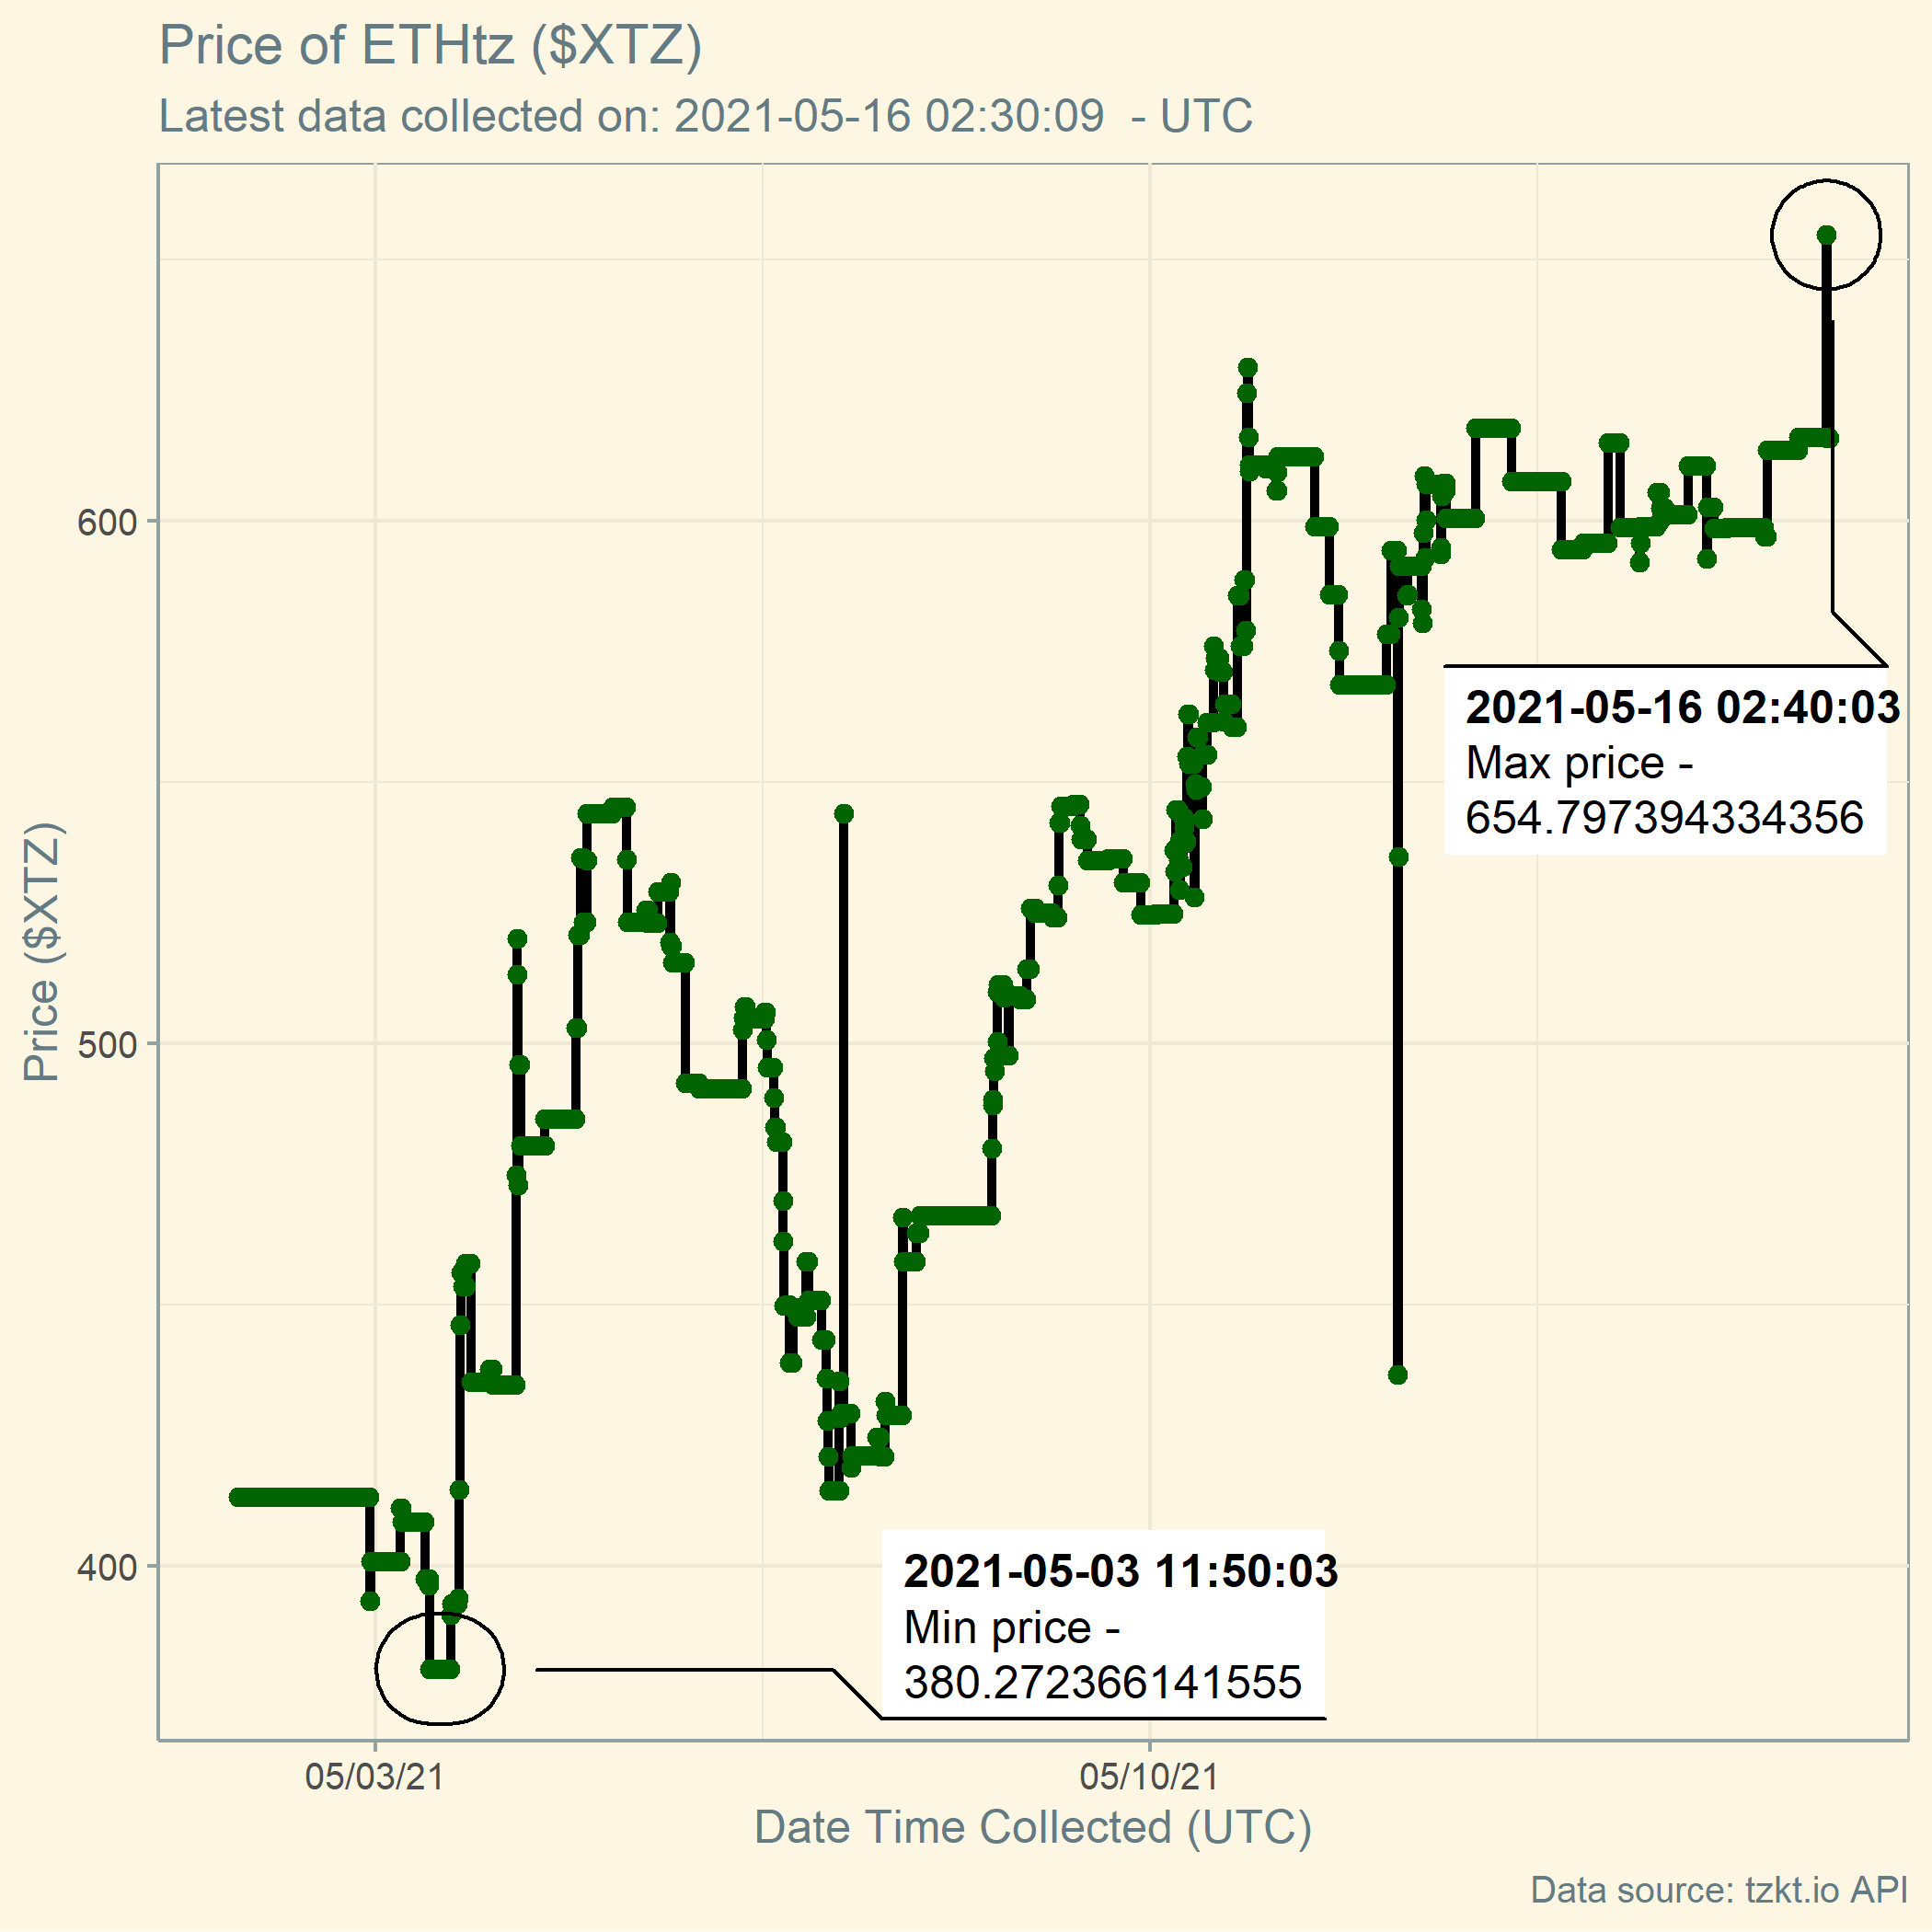 Price of ETHtz ($XTZ)
Latest data collected on: 2021-05-16 02:30:09  - UTC
600
500
400
Price ($XTZ)
2021-05-16 02:40:03
Max price -
654.797394334356
2021-05-03 11:50:03
Min price -
380.272366141555
05/03/21
05/10/21
Date Time Collected (UTC)
Data source: tzkt.io API